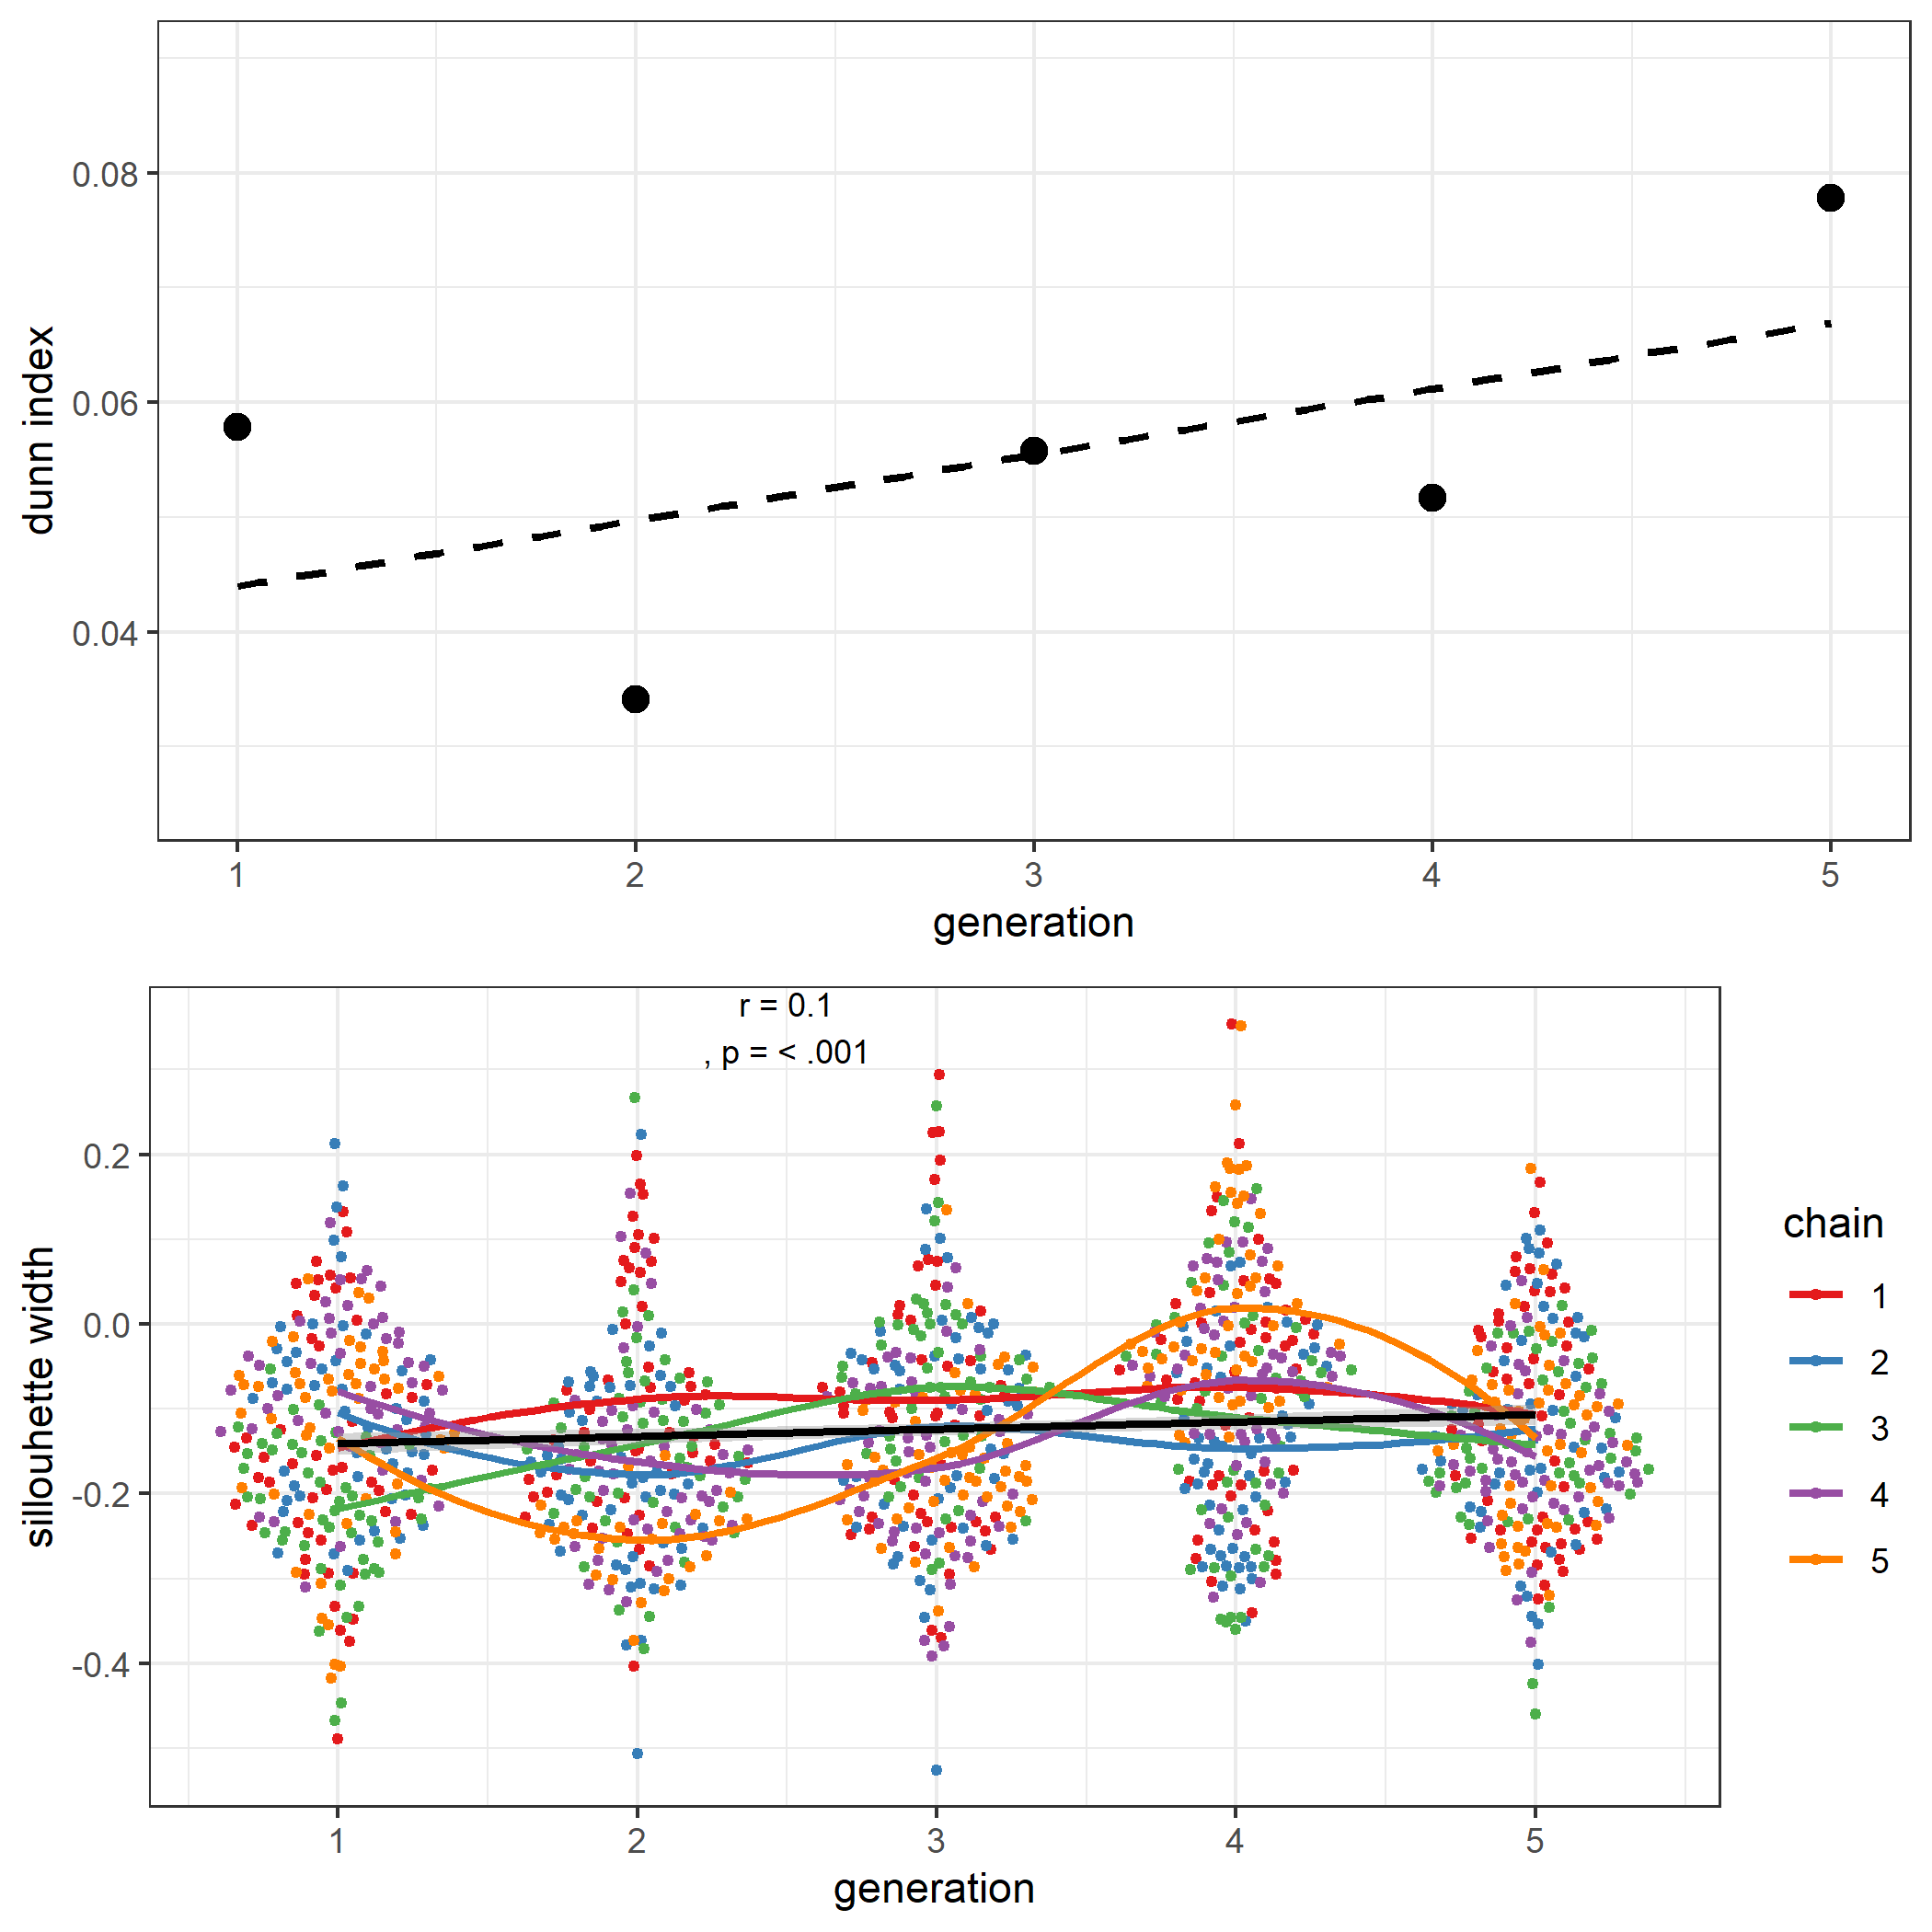 dunn index
0.08
0.06
0.04
1 2 3 4 5
generation
sillouhette width
r = 0.1
, p = < .001
0.2
0.0
-0.2
-0.4
1 2 3 4 5
generation
chain
1
2
3
4
5